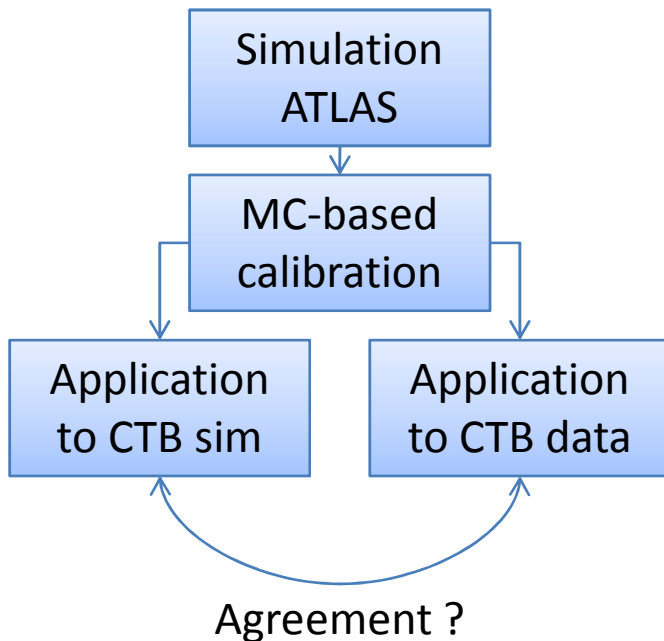 Simulation
ATLAS
MC-based
calibration
Application
to CTB sim
Application
to CTB data
Agreement ?